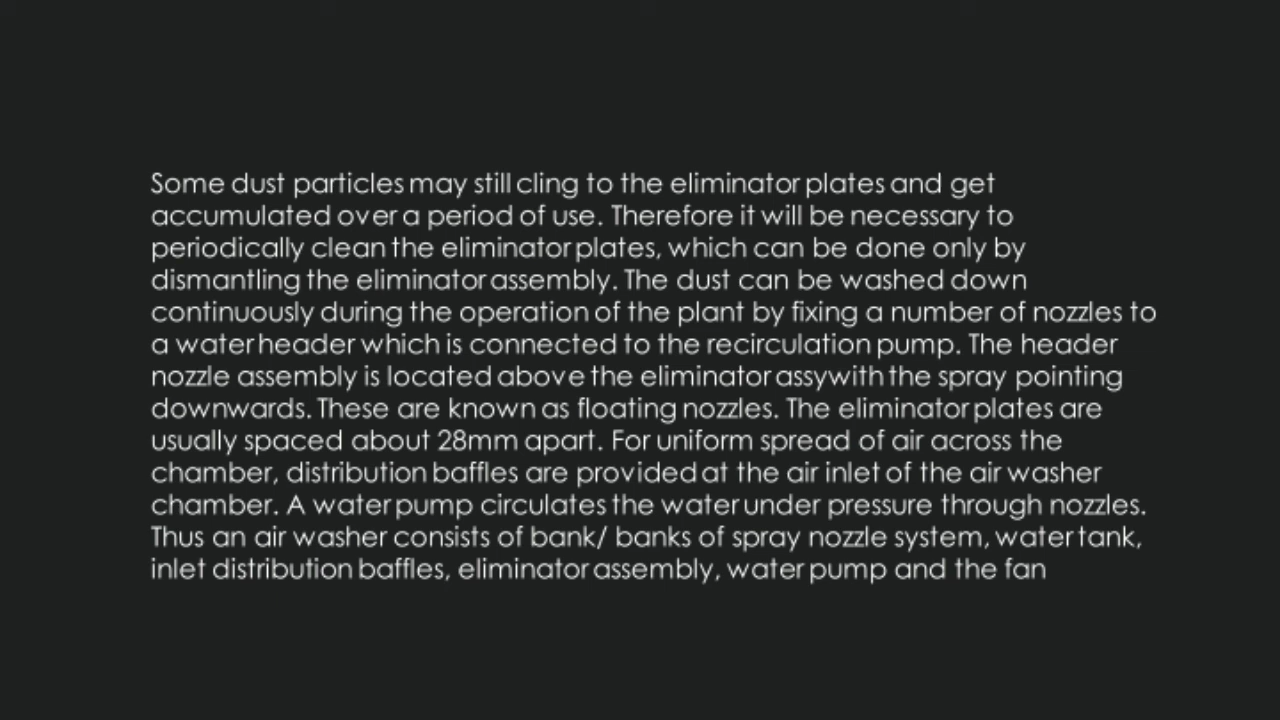 Some dust particles may still cling to the eliminator plates and get
accumulated over a period of use. Therefore it will be necessary to
periodically clean the eliminator plates, which can be done only by
dismantling the eliminator assembly. The dust can be washed down
continuously during the operation of the plant by fixing a number of nozzles to
a water header which is connected to the recirculation pump. The header
nozzle assembly is located above the eliminator assywith the spray pointing
downwards. These are known as floating nozzles. The eliminator plates are
usually spaced about 28mm apart. For uniform spread of air across the
chamber, distribution baffles are provided at the air inlet of the air washer
chamber. A water pump circulates the water under pressure through nozzles.
Thus an air washer consists of bank/ banks of spray nozzle system, water tank,
inlet distribution baffles, eliminator assembly, water pump and the fan